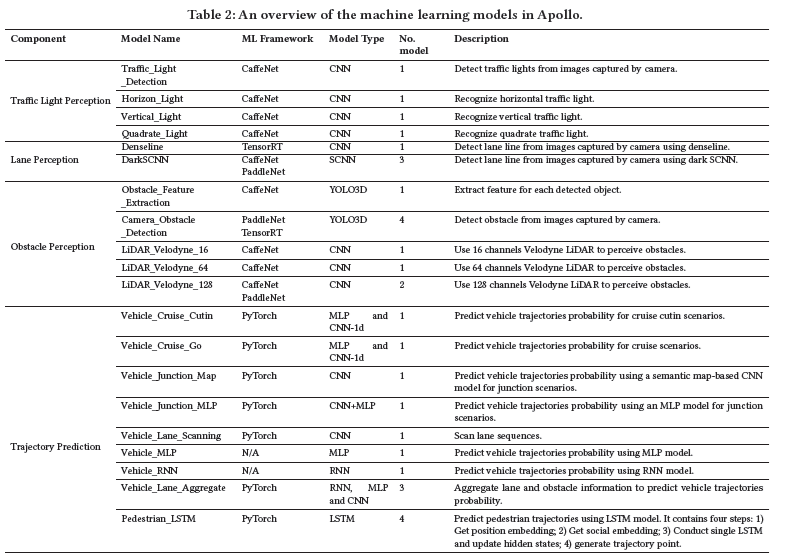 Table 2: An overview of the machine learning models in Apollo.
Component Model Name ML Framework Model Type No. model Description
Traffic Light Perception
Traffic_Light _Detection CaffeNet CNN 1 Detect traffic lights from images captured by camera.
Horizon_Light CaffeNet CNN 1 Recognize horizontal traffic light.
Vertical_Light CaffeNet CNN 1 Recognize vertical traffic light.
Quadrate_Light CaffeNet CNN 1 Recognize quadrate traffic light.
Lane Perception
Denseline TensorRT CNN 1 Detect lane line from images captured by camera using denseline.
DarkSCNN CaffeNet PaddleNet SCNN 3 Detect lane line from images captured by camera using dark SCNN.
Obstacle Perception
Obstacle_Feature _Extraction CaffeNet YOLO3D 1 Extract feature for each detected object.
Camera_Obstacle _Detection PaddleNet TensorRT YOLO3D 4 Detect obstacle from images captured by camera.
LiDAR_Velodyne_16 CaffeNet CNN 1 Use 16 channels Velodyne LiDAR to perceive obstacles.
LiDAR_Velodyne_64 CaffeNet CNN 1 Use 64 channels Velodyne LiDAR to perceive obstacles.
LiDAR_Velodyne_128 CaffeNet PaddleNet CNN 2 Use 128 channels Velodyne LiDAR to perceive obstacles.
Trajectory Prediction
Vehicle_Cruise_Cutin PyTorch MLP and CNN-1d 1 Predict vehicle trajectories probability for cruise cutin scenarios.
Vehicle_Cruise_Go PyTorch MLP and CNN-1d 1 Predict vehicle trajectories probability for cruise scenarios.
Vehicle_Junction_Map PyTorch CNN 1 Predict vehicle trajectories probability using a semantic map-based CNN
model for junction scenarios.
Vehicle_Junction_MLP PyTorch CNN+MLP 1 Predict vehicle trajectories probability using an MLP model for junction
scenarios.
Vehicle_Lane_Scanning PyTorch CNN 1 Scan lane sequences.
Vehicle_MLP N/A MLP 1 Predict vehicle trajectories probability using MLP model.
Vehicle_RNN N/A RNN 1 Predict vehicle trajectories probability using RNN model.
Vehicle_Lane_Aggregate PyTorch RNN, MLP and CNN 3 Aggregate lane and obstacle information to predict vehicle trajectories
probability.
Pedestrian_LSTM PyTorch LSTM 4 Predict pedestrian trajectories using LSTM model. It contains four steps: 1)
Get position embedding; 2) Get social embedding; 3) Conduct single LSTM
and update hidden states; 4) generate trajectory point.